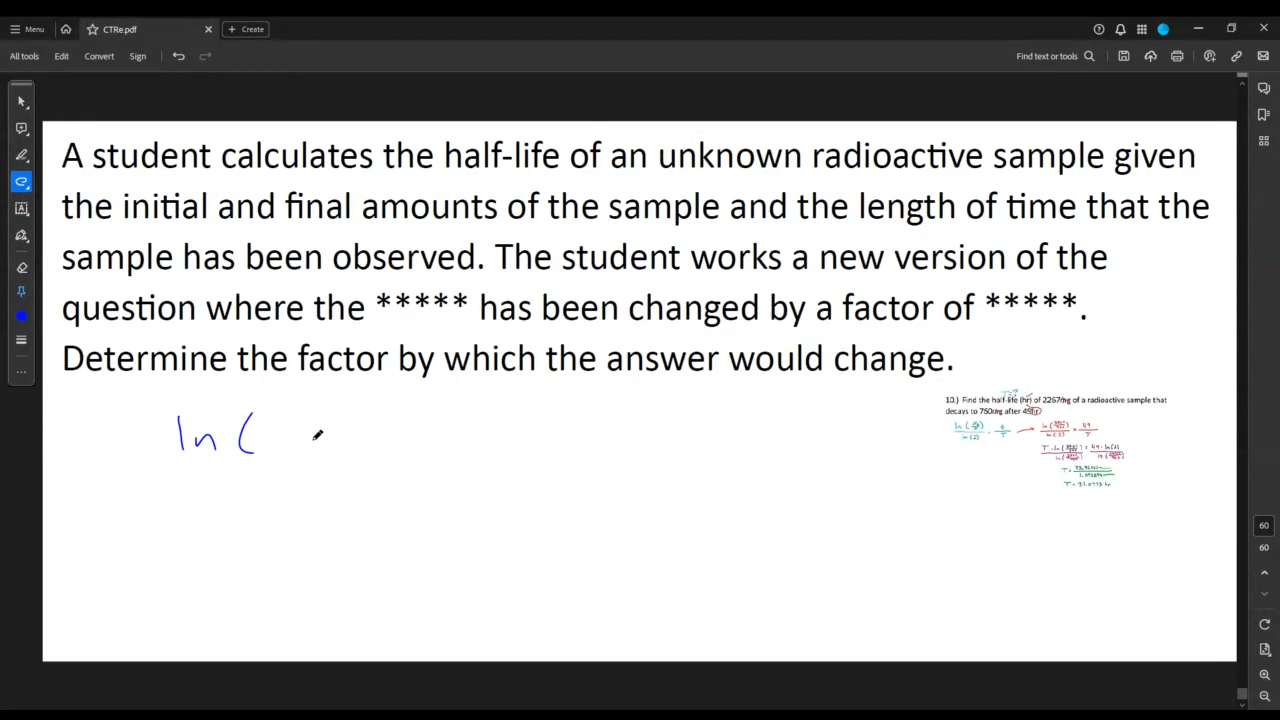 Menu
CTRe.pdf
Create
All tools Edit Convert Sign
Find text or tools
A student calculates the half-life of an unknown radioactive sample given
the initial and final amounts of the sample and the length of time that the
sample has been observed. The student works a new version of the
question where the ***** has been changed by a factor of *****.
Determine the factor by which the answer would change.
10.) Find the half-life (hr) of 2267mg of a radioactive sample that
decays to 760mg after 49hr
ln (
60
60